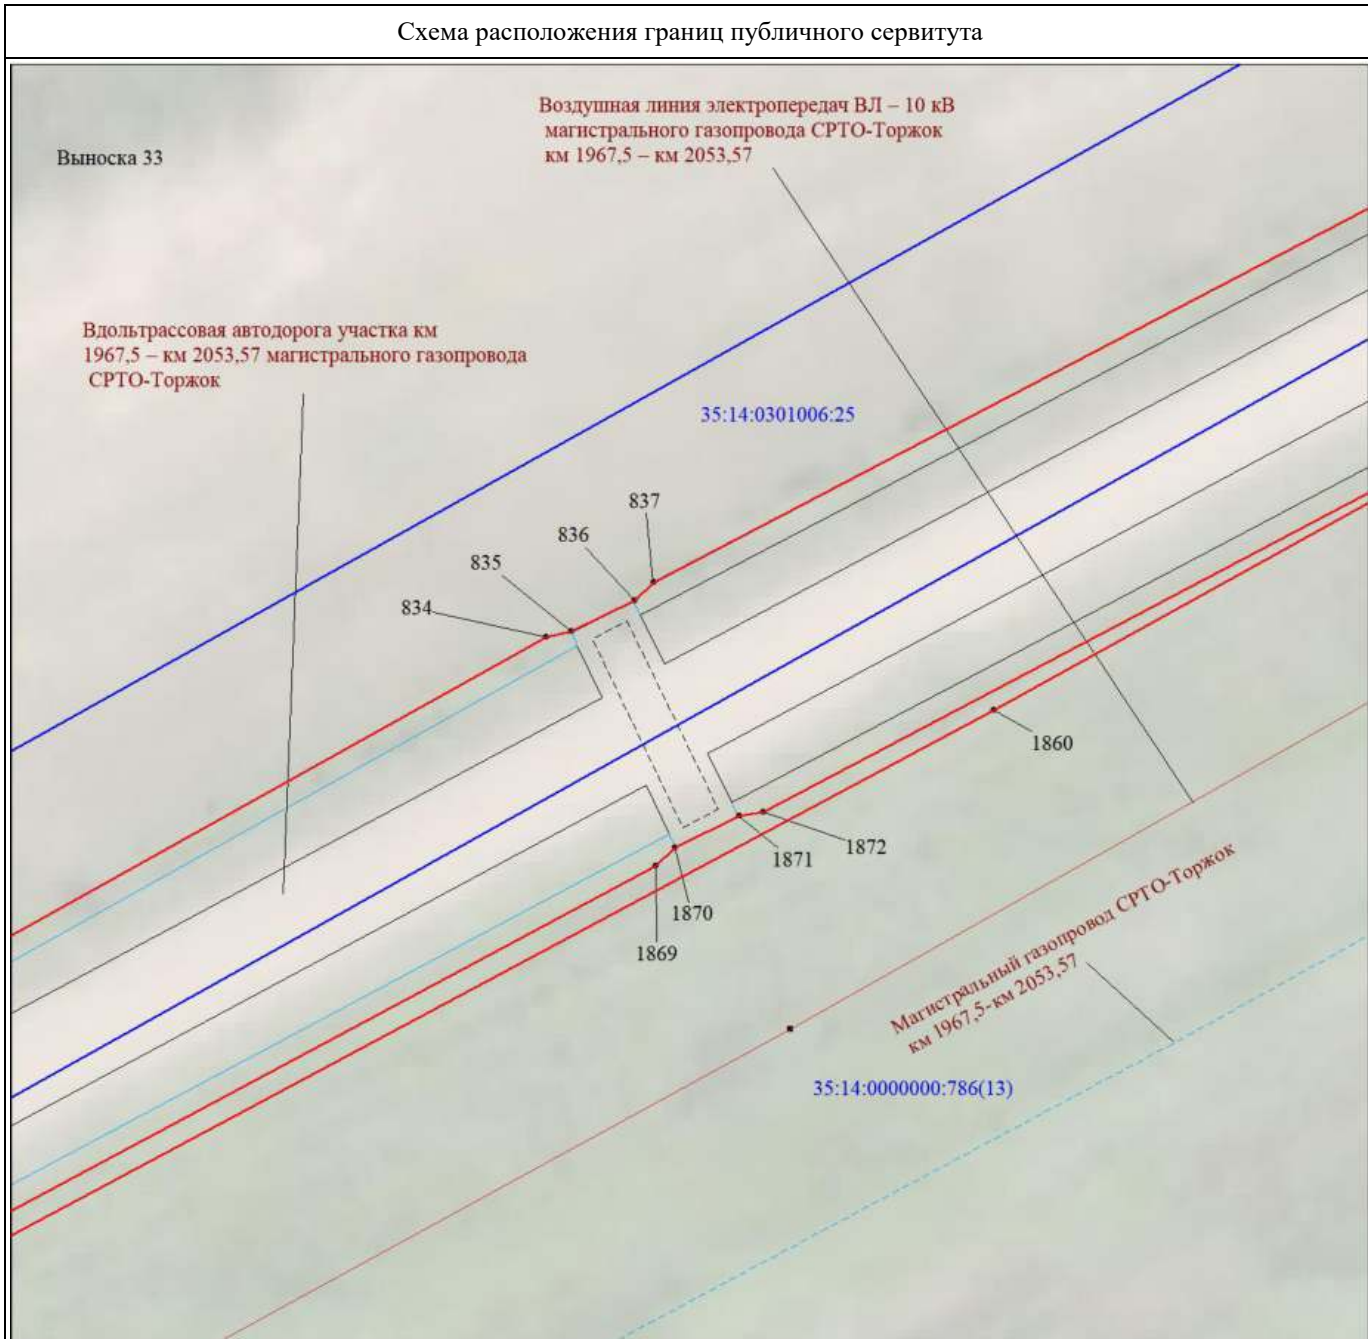 Схема расположения границ публичного сервитута
Воздушная линия электропередач ВЛ – 10 кВ
магистрального газопровода СРТО-Торжок
км 1967,5 – км 2053,57
Выноска 33
Вдольтрассовая автодорога участка км
1967,5 – км 2053,57 магистрального газопровода
СРТО-Торжок
35:14:0301006:25
837
836
835
834
1860
1872
1871
1870
1869
Магистральный газопровод СРТО-Торжок
км 1967,5-км 2053,57
35:14:0000000:786(13)